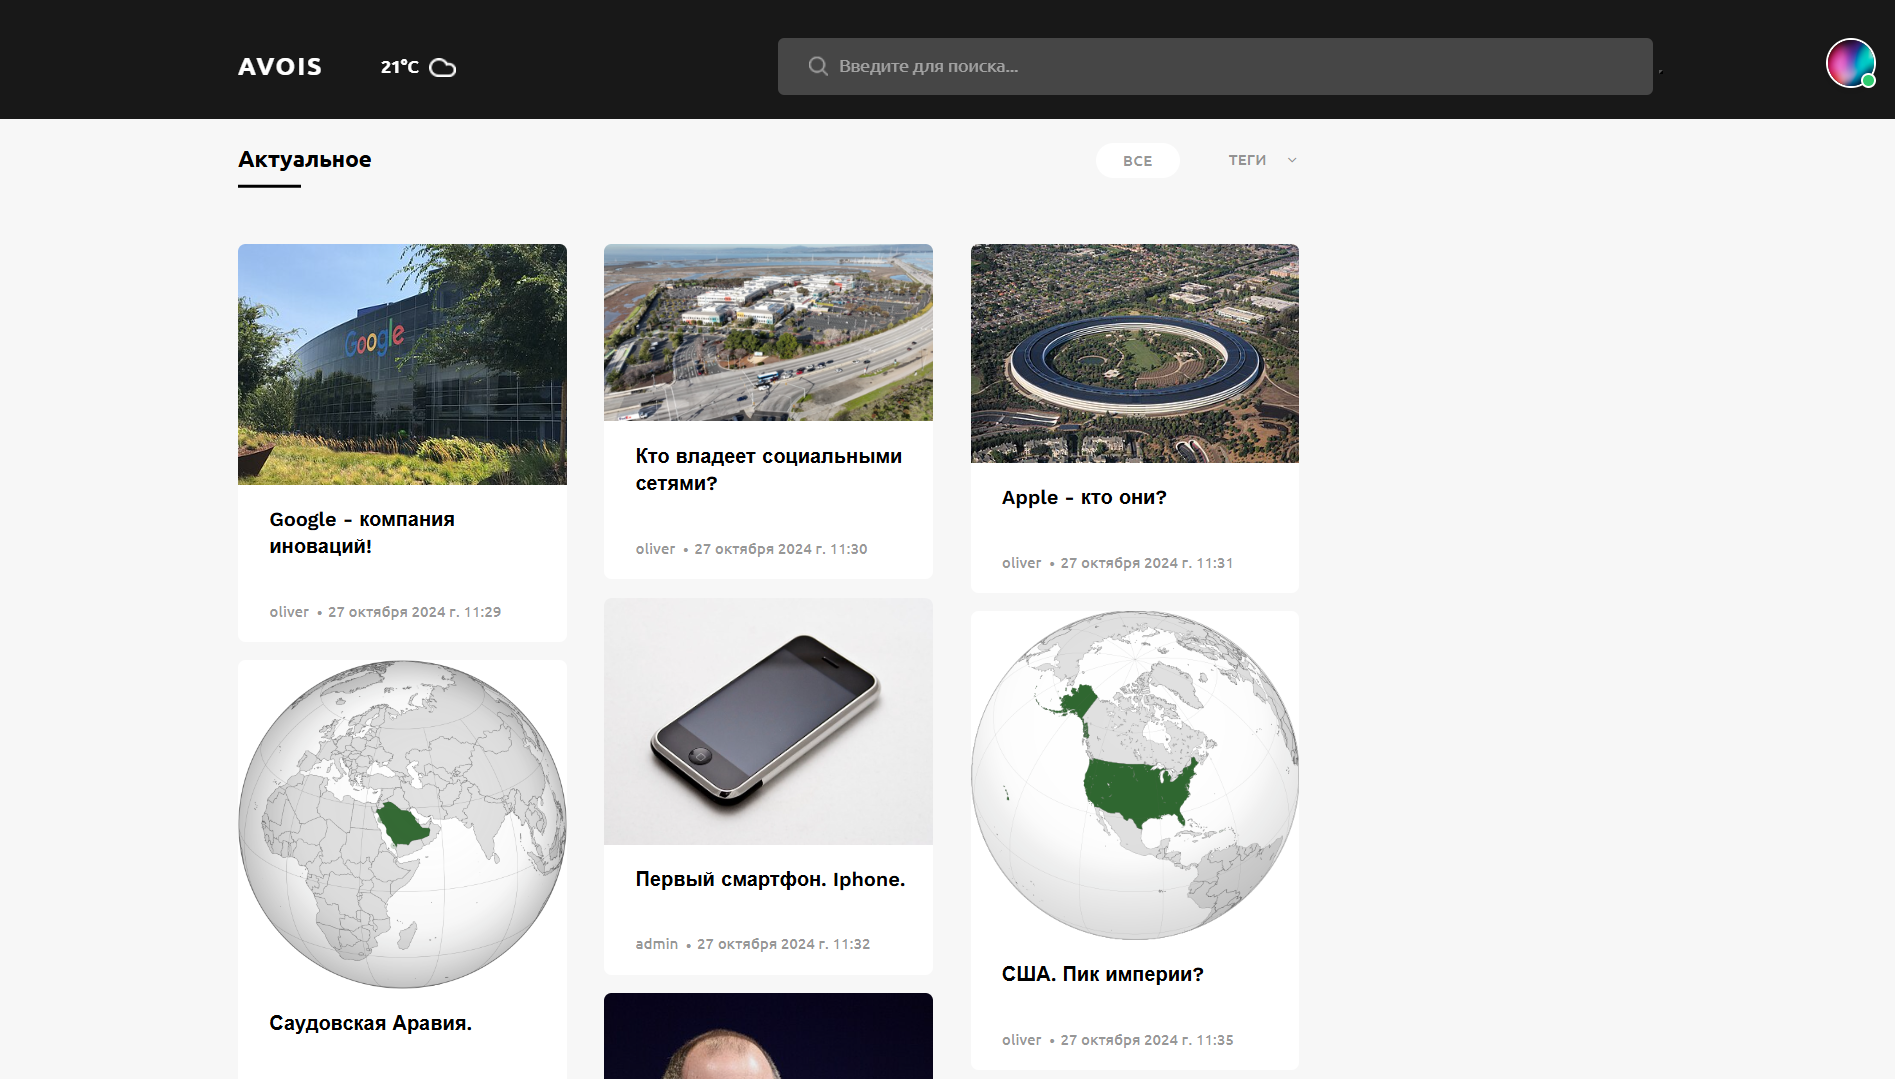 AVOIS
21°C
Введите для поиска...
Актуальное
ВСЕ
ТЕГИ
Google
Google - компания
иноваций!
oliver • 27 октября 2024 г. 11:29
Кто владеет социальными
сетями?
oliver • 27 октября 2024 г. 11:30
Apple - кто они?
oliver • 27 октября 2024 г. 11:31
Саудовская Аравия.
Первый смартфон. Iphone.
admin • 27 октября 2024 г. 11:32
США. Пик империи?
oliver • 27 октября 2024 г. 11:35